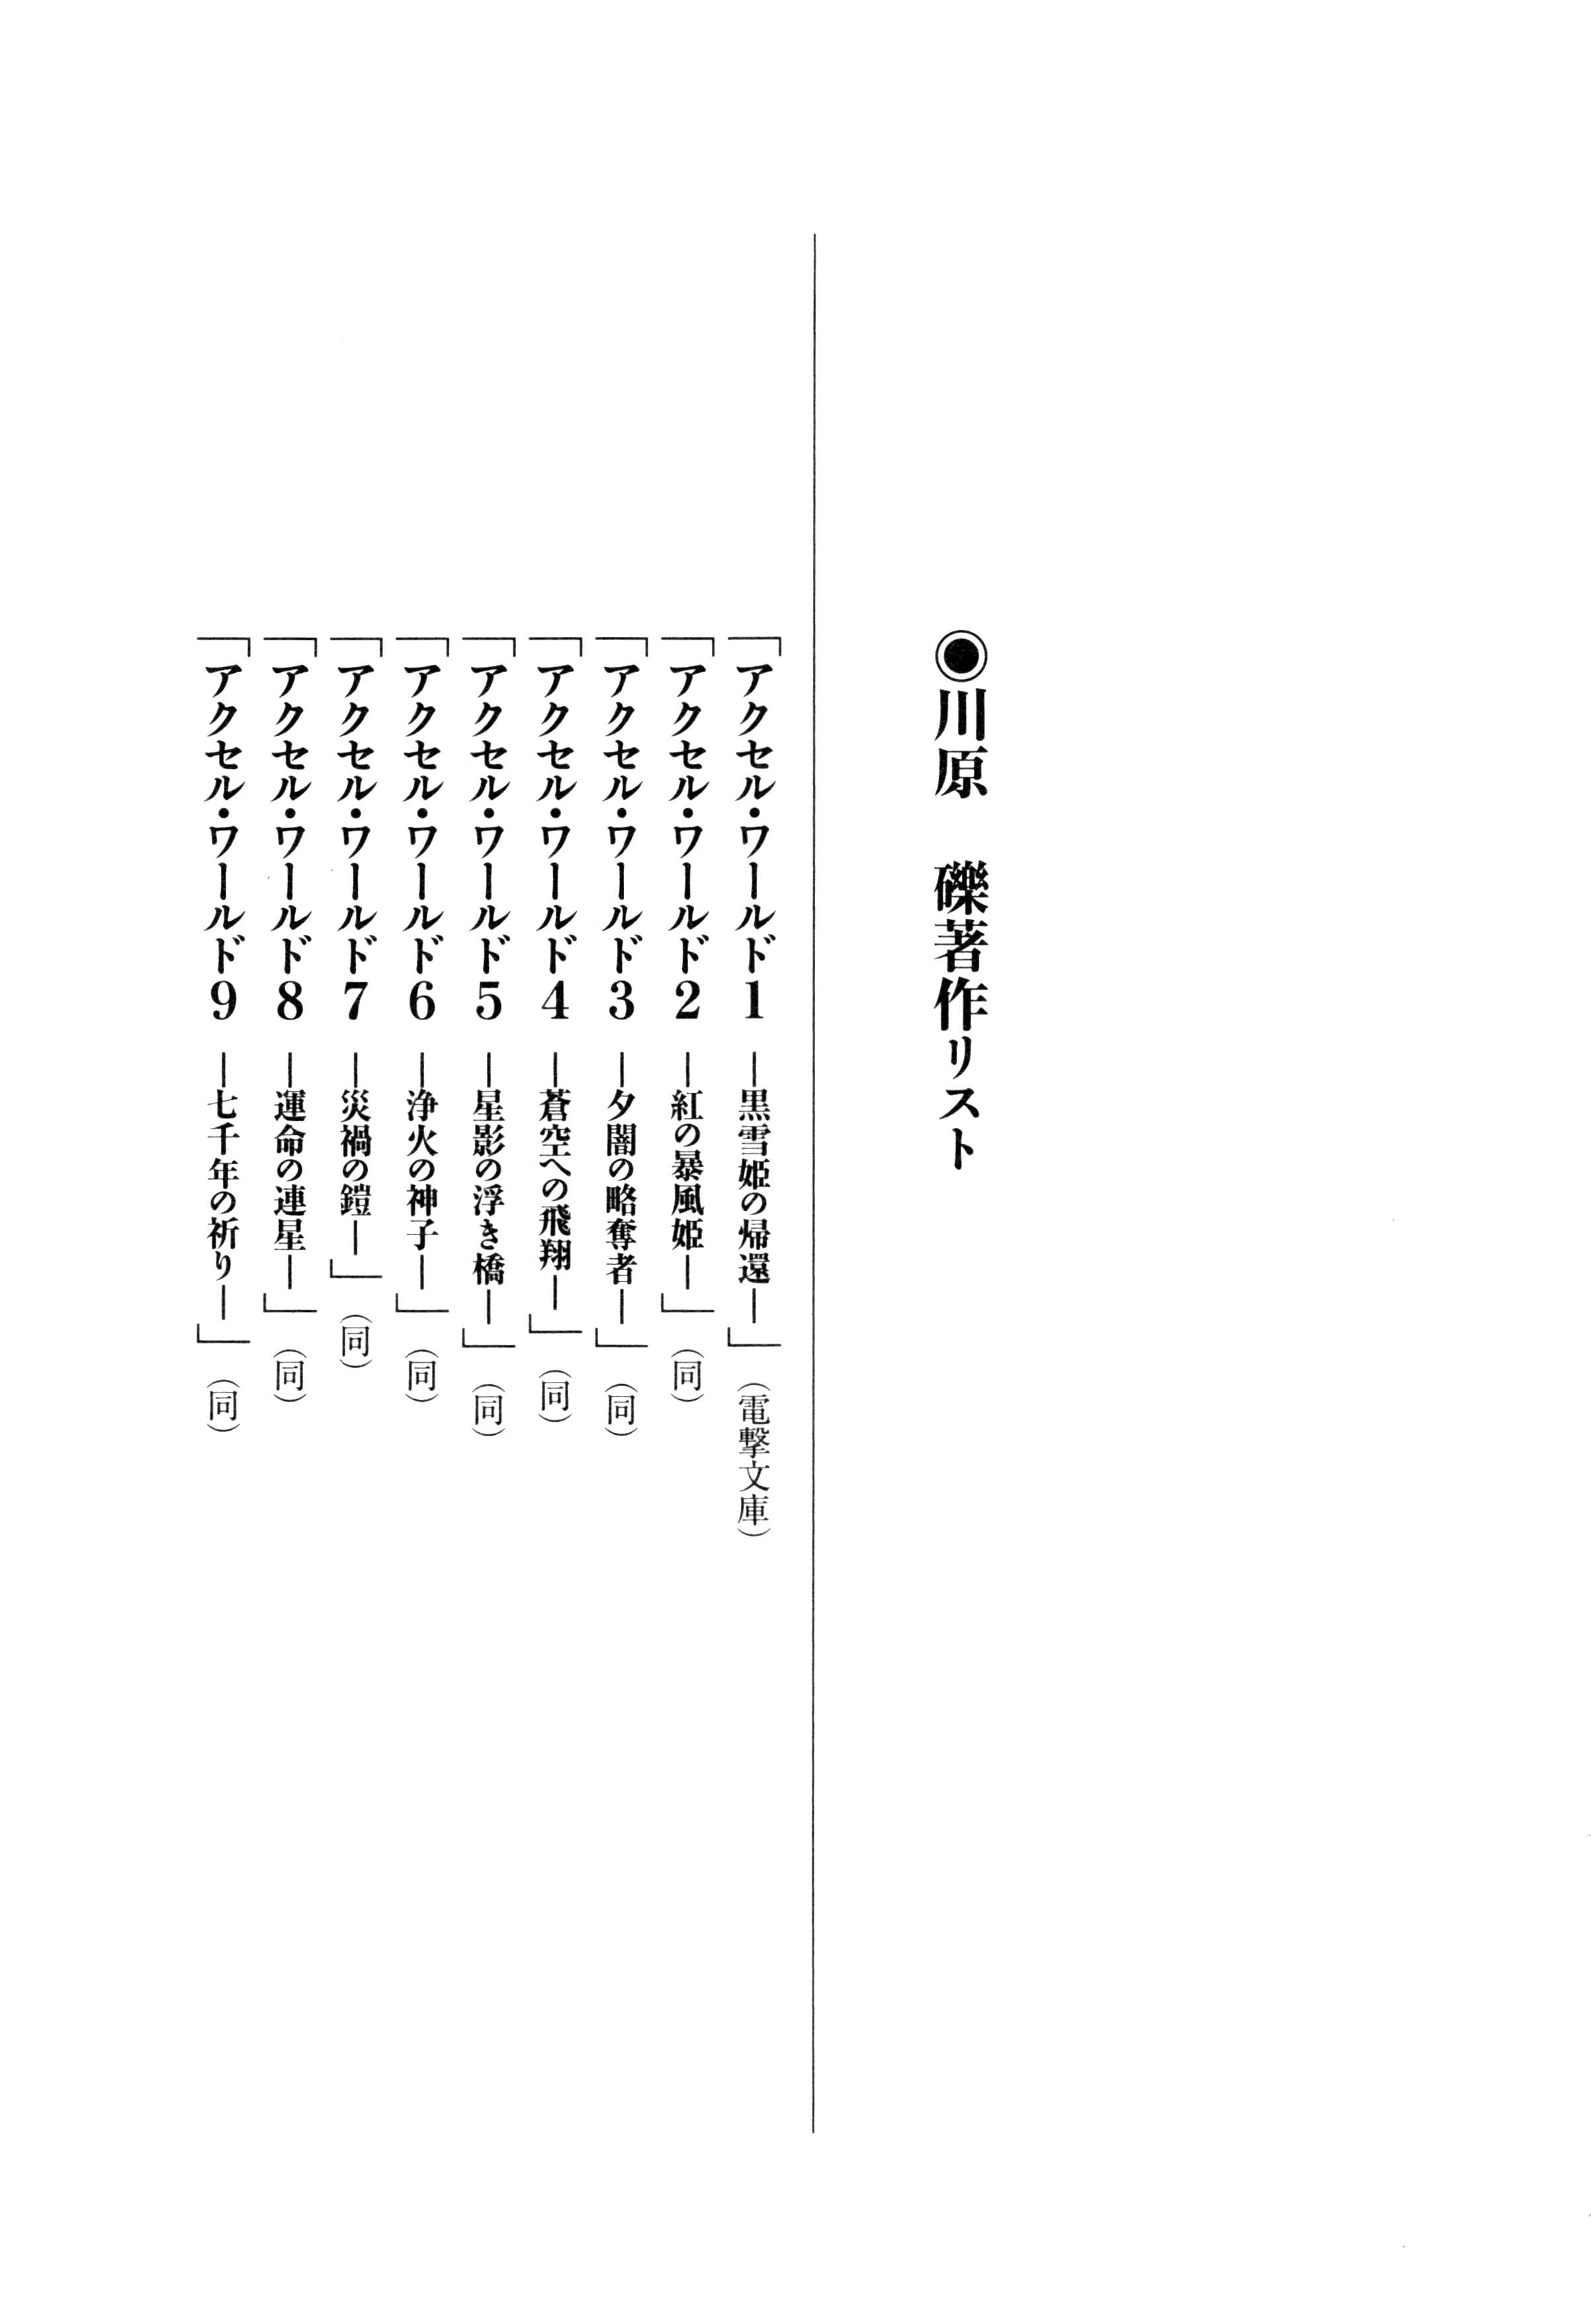 ◉川原　礫著作リスト
「アクセル・ワールド1 ―黒雪姫の帰還―」（電撃文庫）
「アクセル・ワールド2 ―紅の暴風姫―」（同）
「アクセル・ワールド3 ―夕闇の略奪者―」（同）
「アクセル・ワールド4 ―蒼空への飛翔―」（同）
「アクセル・ワールド5 ―星影の浮き橋―」（同）
「アクセル・ワールド6 ―浄火の神子―」（同）
「アクセル・ワールド7 ―災禍の鎧―」（同）
「アクセル・ワールド8 ―運命の連星―」（同）
「アクセル・ワールド9 ―七千年の祈り―」（同）